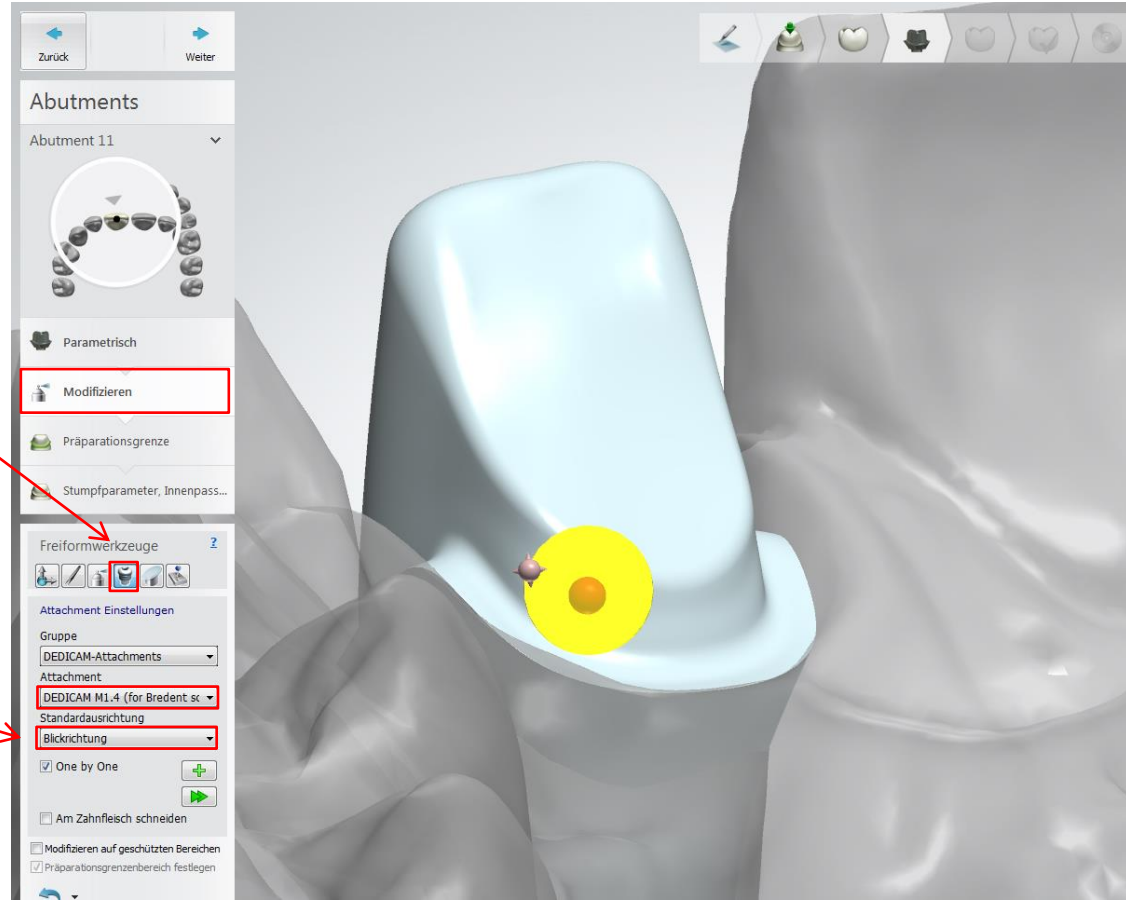 Zurück
Weiter
Abutments
Abutment 11
Parametrisch
Modifizieren
Präparationsgrenze
Stumpfparameter, Innenpass...
Freiformwerkzeuge
?
Attachment Einstellungen
Gruppe
DEDICAM-Attachments
Attachment
DEDICAM M1.4 (for Bredent sc
Standardausrichtung
Blickrichtung
One by One
Am Zahnfleisch schneiden
Modifizieren auf geschützten Bereichen
Präparationsgrenzenbereich festlegen